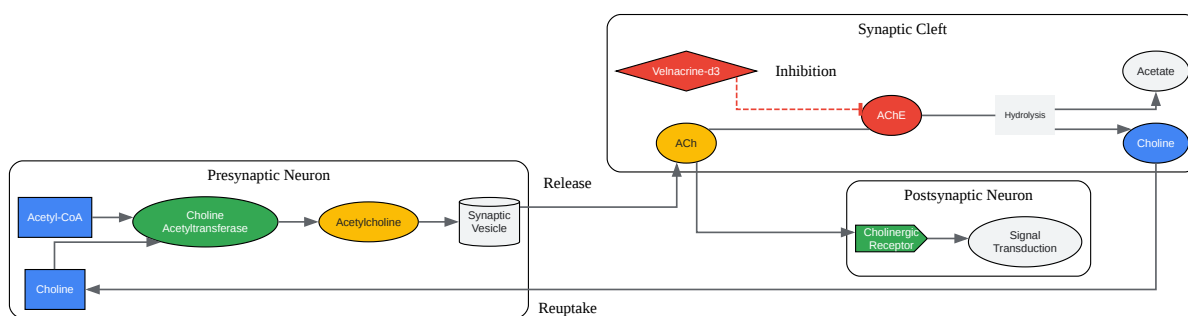 Synaptic Cleft
Velnacrine-d3
Inhibition
Acetate
AChE
Hydrolysis
ACh
Choline
Presynaptic Neuron
Release
Postsynaptic Neuron
Acetyl-CoA
Choline
Acetyltransferase
Acetylcholine
Synaptic
Vesicle
Cholinergic
Receptor
Signal
Transduction
Choline
Reuptake